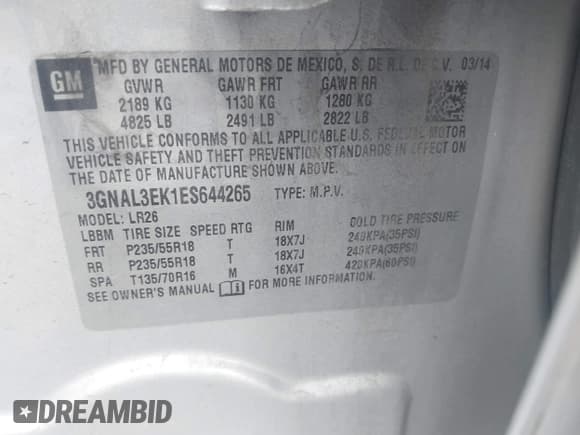 GM
MFD BY GENERAL MOTORS DE MEXICO, S. DE R.L. DE C.V. 03/14
GVWR GAWR FRT GAWR RR
2189 KG 1130 KG 1280 KG
4825 LB 2491 LB 2822 LB
THIS VEHICLE CONFORMS TO ALL APPLICABLE U.S. FEDERAL MOTOR
VEHICLE SAFETY AND THEFT PREVENTION STANDARDS IN EFFECT ON
THE DATE OF MANUFACTURE SHOWN ABOVE.
3GNAL3EK1ES644265 TYPE: M.P.V.
MODEL: LR26
LBBM TIRE SIZE SPEED RTG RIM COLD TIRE PRESSURE
FRT P235/55R18 T 18X7J 240KPA(35PSI)
RR P235/55R18 T 18X7J 240KPA(35PSI)
SPA T135/70R16 M 16X4T 420KPA(60PSI)
SEE OWNER'S MANUAL FOR MORE INFORMATION.
DREAMBID